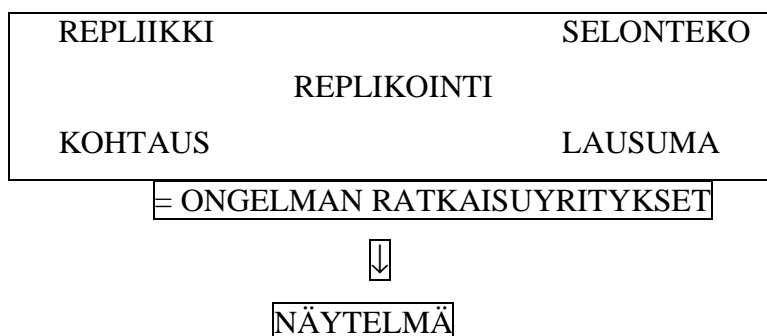 REPLIIKKI SELONTEKO
REPLIKOINTI
KOHTAUS LAUSUMA
= ONGELMAN RATKAISUYRITYKSET
↓
NÄYTELMÄ